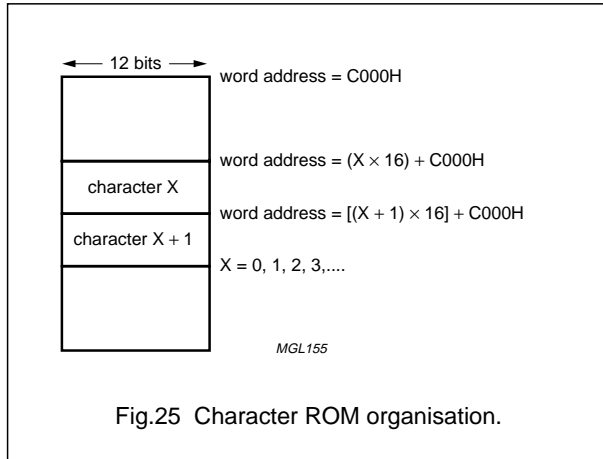 12 bits
word address = C000H
word address = (X × 16) + C000H
character X
word address = [(X + 1) × 16] + C000H
character X + 1
X = 0, 1, 2, 3,....
MGL155
Fig.25 Character ROM organisation.